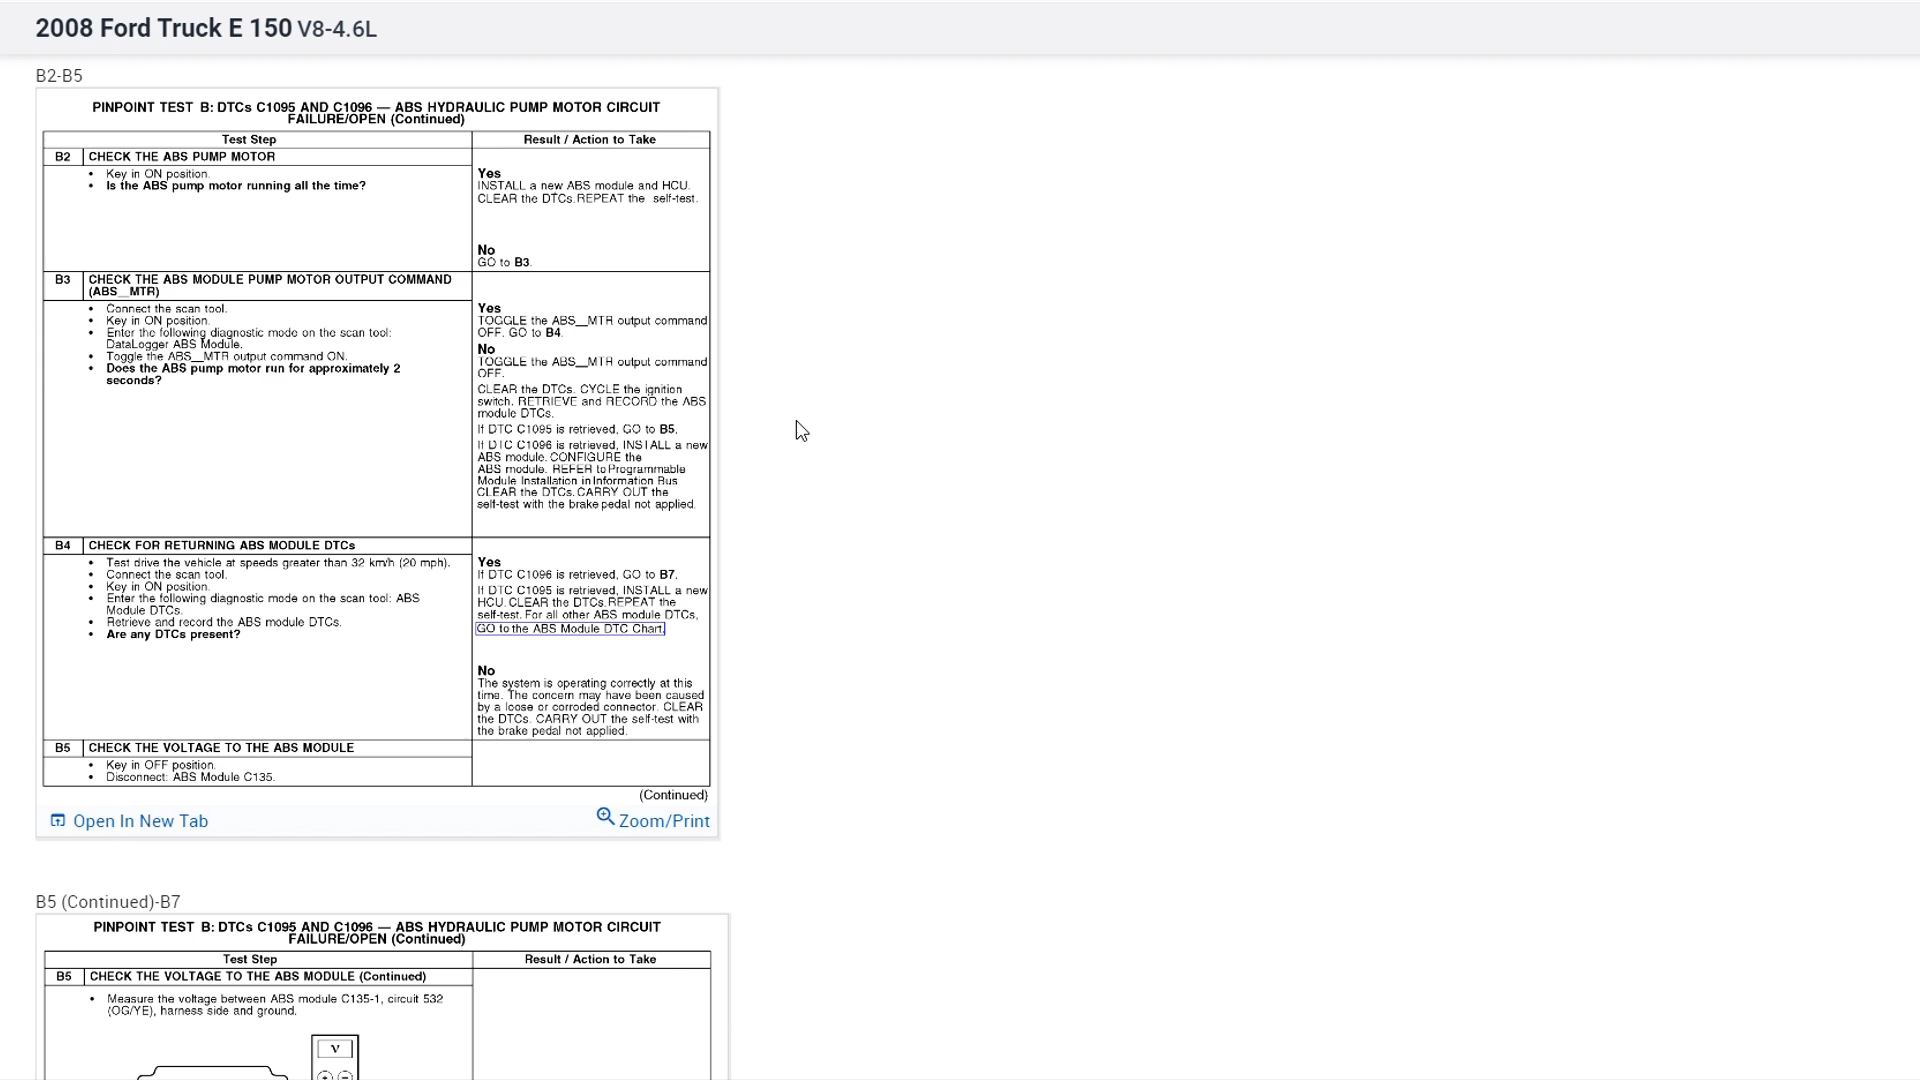 2008 Ford Truck E 150 V8-4.6L
B2-B5
PINPOINT TEST B: DTCs C1095 AND C1096 — ABS HYDRAULIC PUMP MOTOR CIRCUIT
FAILURE/OPEN (Continued)
Test Step
Result / Action to Take
B2 CHECK THE ABS PUMP MOTOR
• Key in ON position.
• Is the ABS pump motor running all the time?
Yes
INSTALL a new ABS module and HCU.
CLEAR the DTCs. REPEAT the self-test.
No
GO to B3.
B3 CHECK THE ABS MODULE PUMP MOTOR OUTPUT COMMAND
(ABS__MTR)
• Connect the scan tool.
• Key in ON position.
• Enter the following diagnostic mode on the scan tool:
DataLogger ABS Module.
• Toggle the ABS__MTR output command ON.
• Does the ABS pump motor run for approximately 2
seconds?
Yes
TOGGLE the ABS__MTR output command
OFF. GO to B4.
No
TOGGLE the ABS__MTR output command
OFF.
CLEAR the DTCs. CYCLE the ignition
switch. RETRIEVE and RECORD the ABS
module DTCs.
If DTC C1095 is retrieved, GO to B5.
If DTC C1096 is retrieved, INSTALL a new
ABS module. CONFIGURE the
ABS module. REFER to Programmable
Module Installation in Information Bus
CLEAR the DTCs. CARRY OUT the
self-test with the brake pedal not applied.
B4 CHECK FOR RETURNING ABS MODULE DTCs
• Test drive the vehicle at speeds greater than 32 km/h (20 mph).
• Connect the scan tool.
• Key in ON position.
• Enter the following diagnostic mode on the scan tool: ABS
Module DTCs.
• Retrieve and record the ABS module DTCs.
• Are any DTCs present?
Yes
If DTC C1096 is retrieved, GO to B7.
If DTC C1095 is retrieved, INSTALL a new
HCU. CLEAR the DTCs. REPEAT the
self-test. For all other ABS module DTCs,
GO to the ABS Module DTC Chart.
No
The system is operating correctly at this
time. The concern may have been caused
by a loose or corroded connector. CLEAR
the DTCs. CARRY OUT the self-test with
the brake pedal not applied.
B5 CHECK THE VOLTAGE TO THE ABS MODULE
• Key in OFF position.
• Disconnect: ABS Module C135.
(Continued)
Open In New Tab
Zoom/Print
B5 (Continued)-B7
PINPOINT TEST B: DTCs C1095 AND C1096 — ABS HYDRAULIC PUMP MOTOR CIRCUIT
FAILURE/OPEN (Continued)
Test Step
Result / Action to Take
B5 CHECK THE VOLTAGE TO THE ABS MODULE (Continued)
• Measure the voltage between ABS module C135-1, circuit 532
(OG/YE), harness side and ground.
V